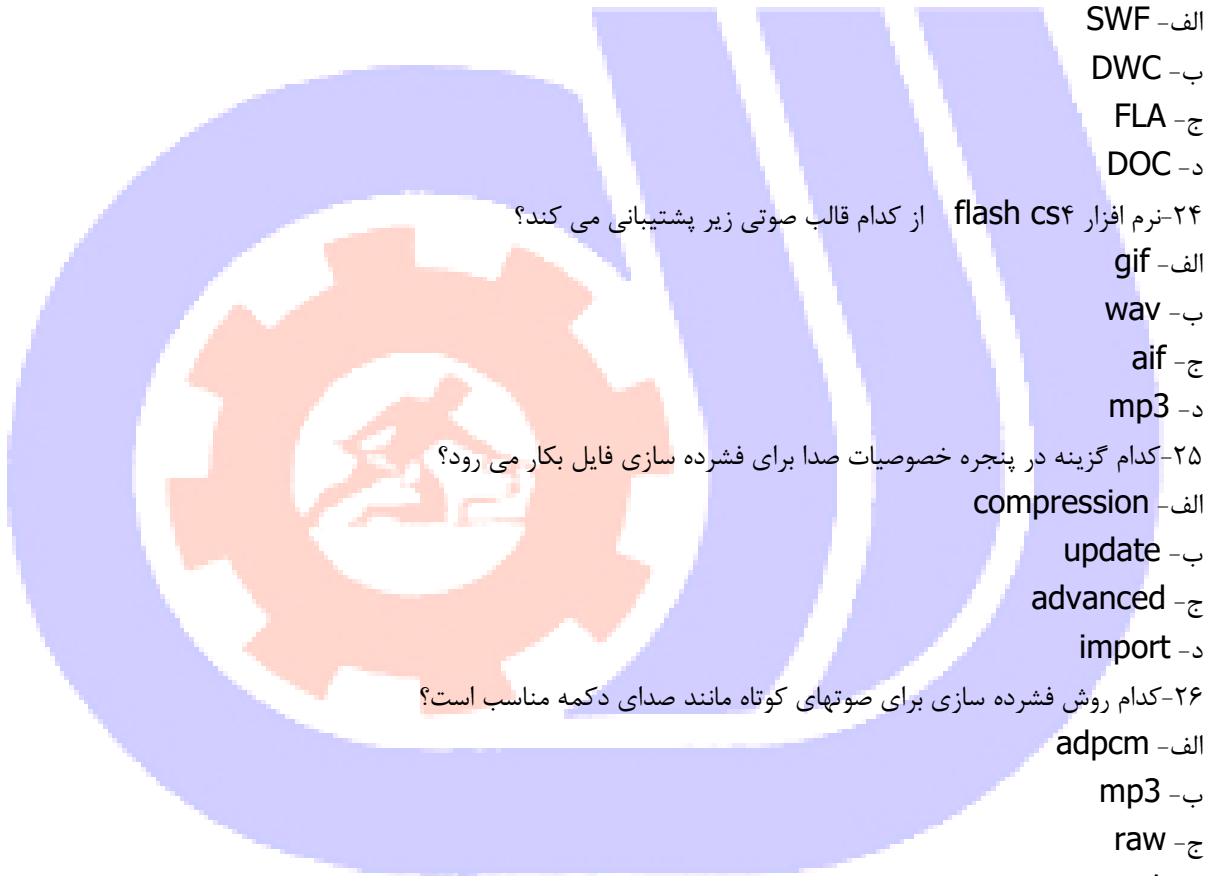 الف- SWF
ب- DWC
ج- FLA
د- DOC
۲۴-نرم افزار flash cs۴ از کدام قالب صوتی زیر پشتیبانی می کند؟
الف- gif
ب- wav
ج- aif
د- mp3
۲۵-کدام گزینه در پنجره خصوصیات صدا برای فشرده سازی فایل بکار می رود؟
الف- compression
ب- update
ج- advanced
د- import
۲۶-کدام روش فشرده سازی برای صوتهای کوتاه مانند صدای دکمه مناسب است؟
الف- adpcm
ب- mp3
ج- raw